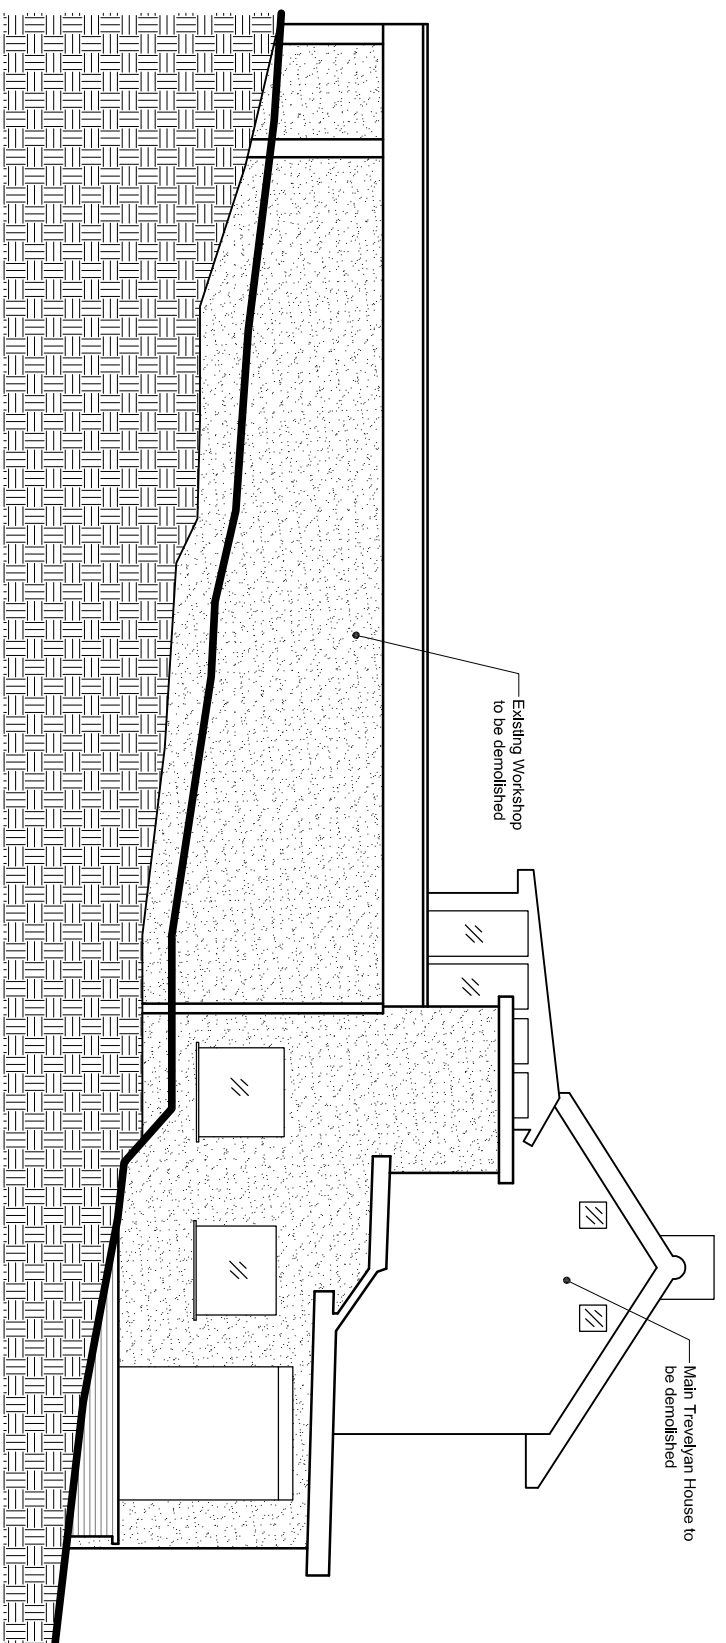 Existing Workshop
to be demolished
Main Trevelyan House to
be demolished